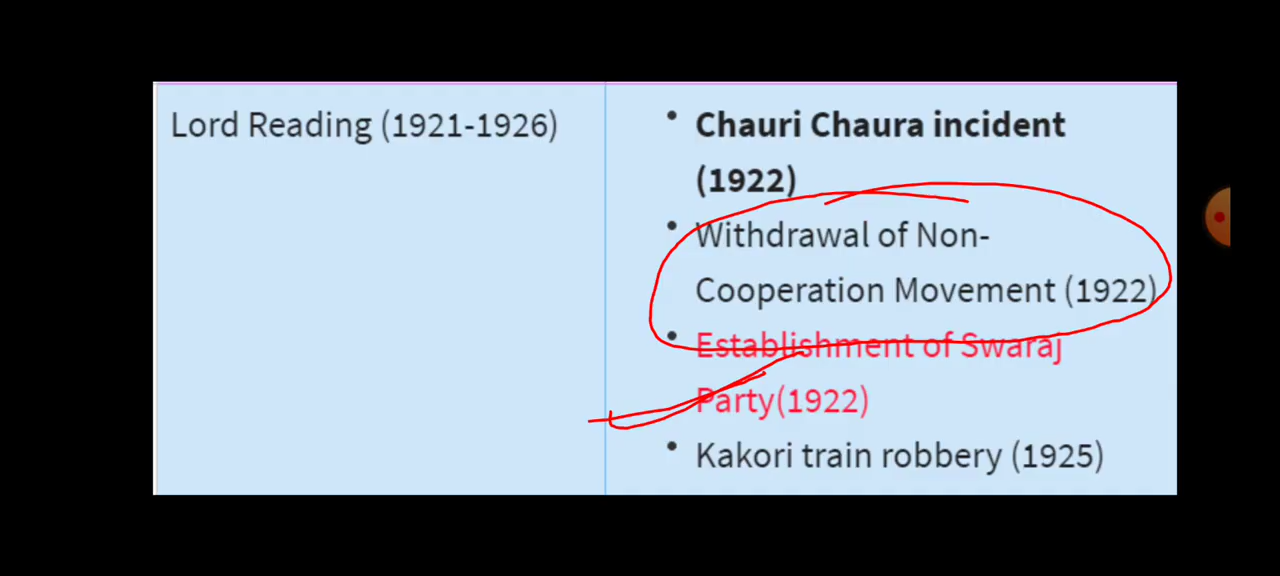 Lord Reading (1921-1926)
• Chauri Chaura incident
(1922)
• Withdrawal of Non-
Cooperation Movement (1922)
• Establishment of Swaraj
Party(1922)
• Kakori train robbery (1925)